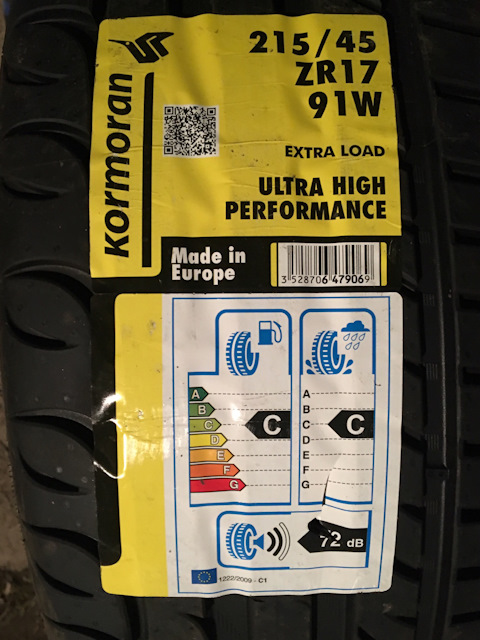 kormoran
215/45
ZR17
91W
EXTRA LOAD
ULTRA HIGH
PERFORMANCE
Made in
Europe
3 528706 479069
A
B
C
D
E
F
G
C
A
B
C
D
E
F
G
C
72 dB
1222/2009 - C1